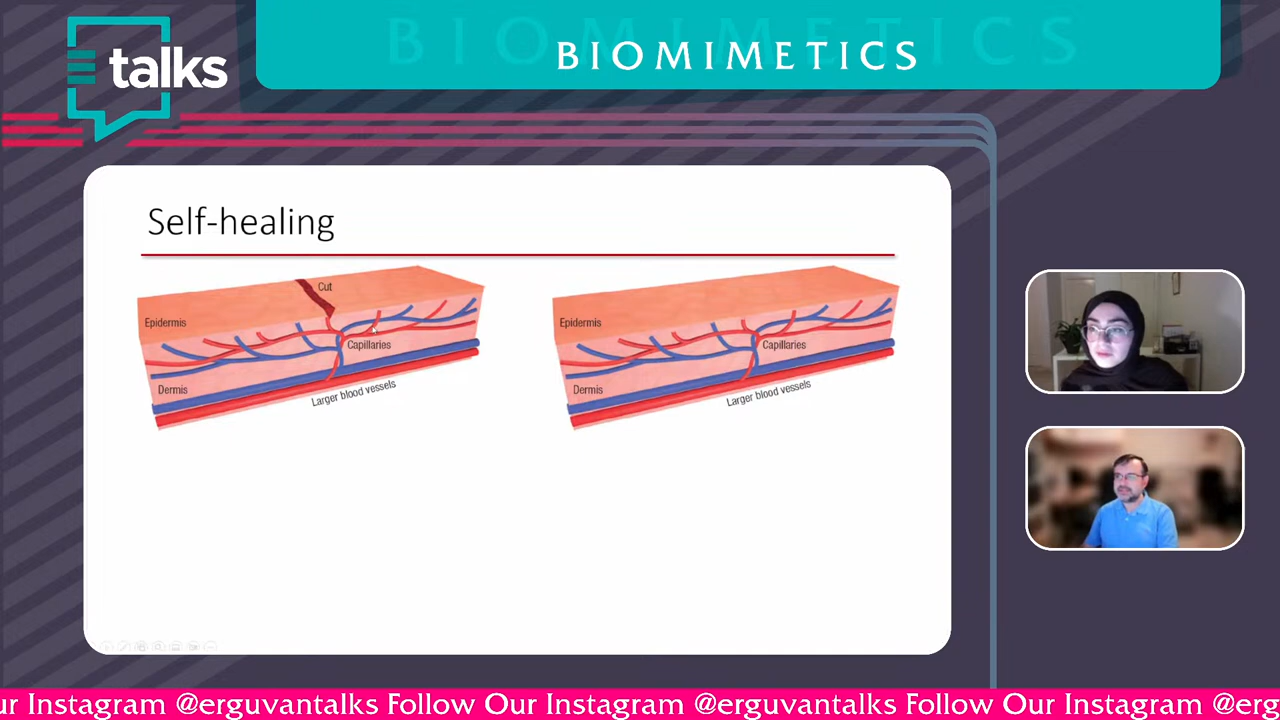 talks
BIOMIMETICS
BIOMIMETICS
Self-healing
Cut
Epidermis
Capillaries
Dermis
Larger blood vessels
Epidermis
Capillaries
Dermis
Larger blood vessels
ur Instagram @erguvantalks Follow Our Instagram @erguvantalks Follow Our Instagram @erg